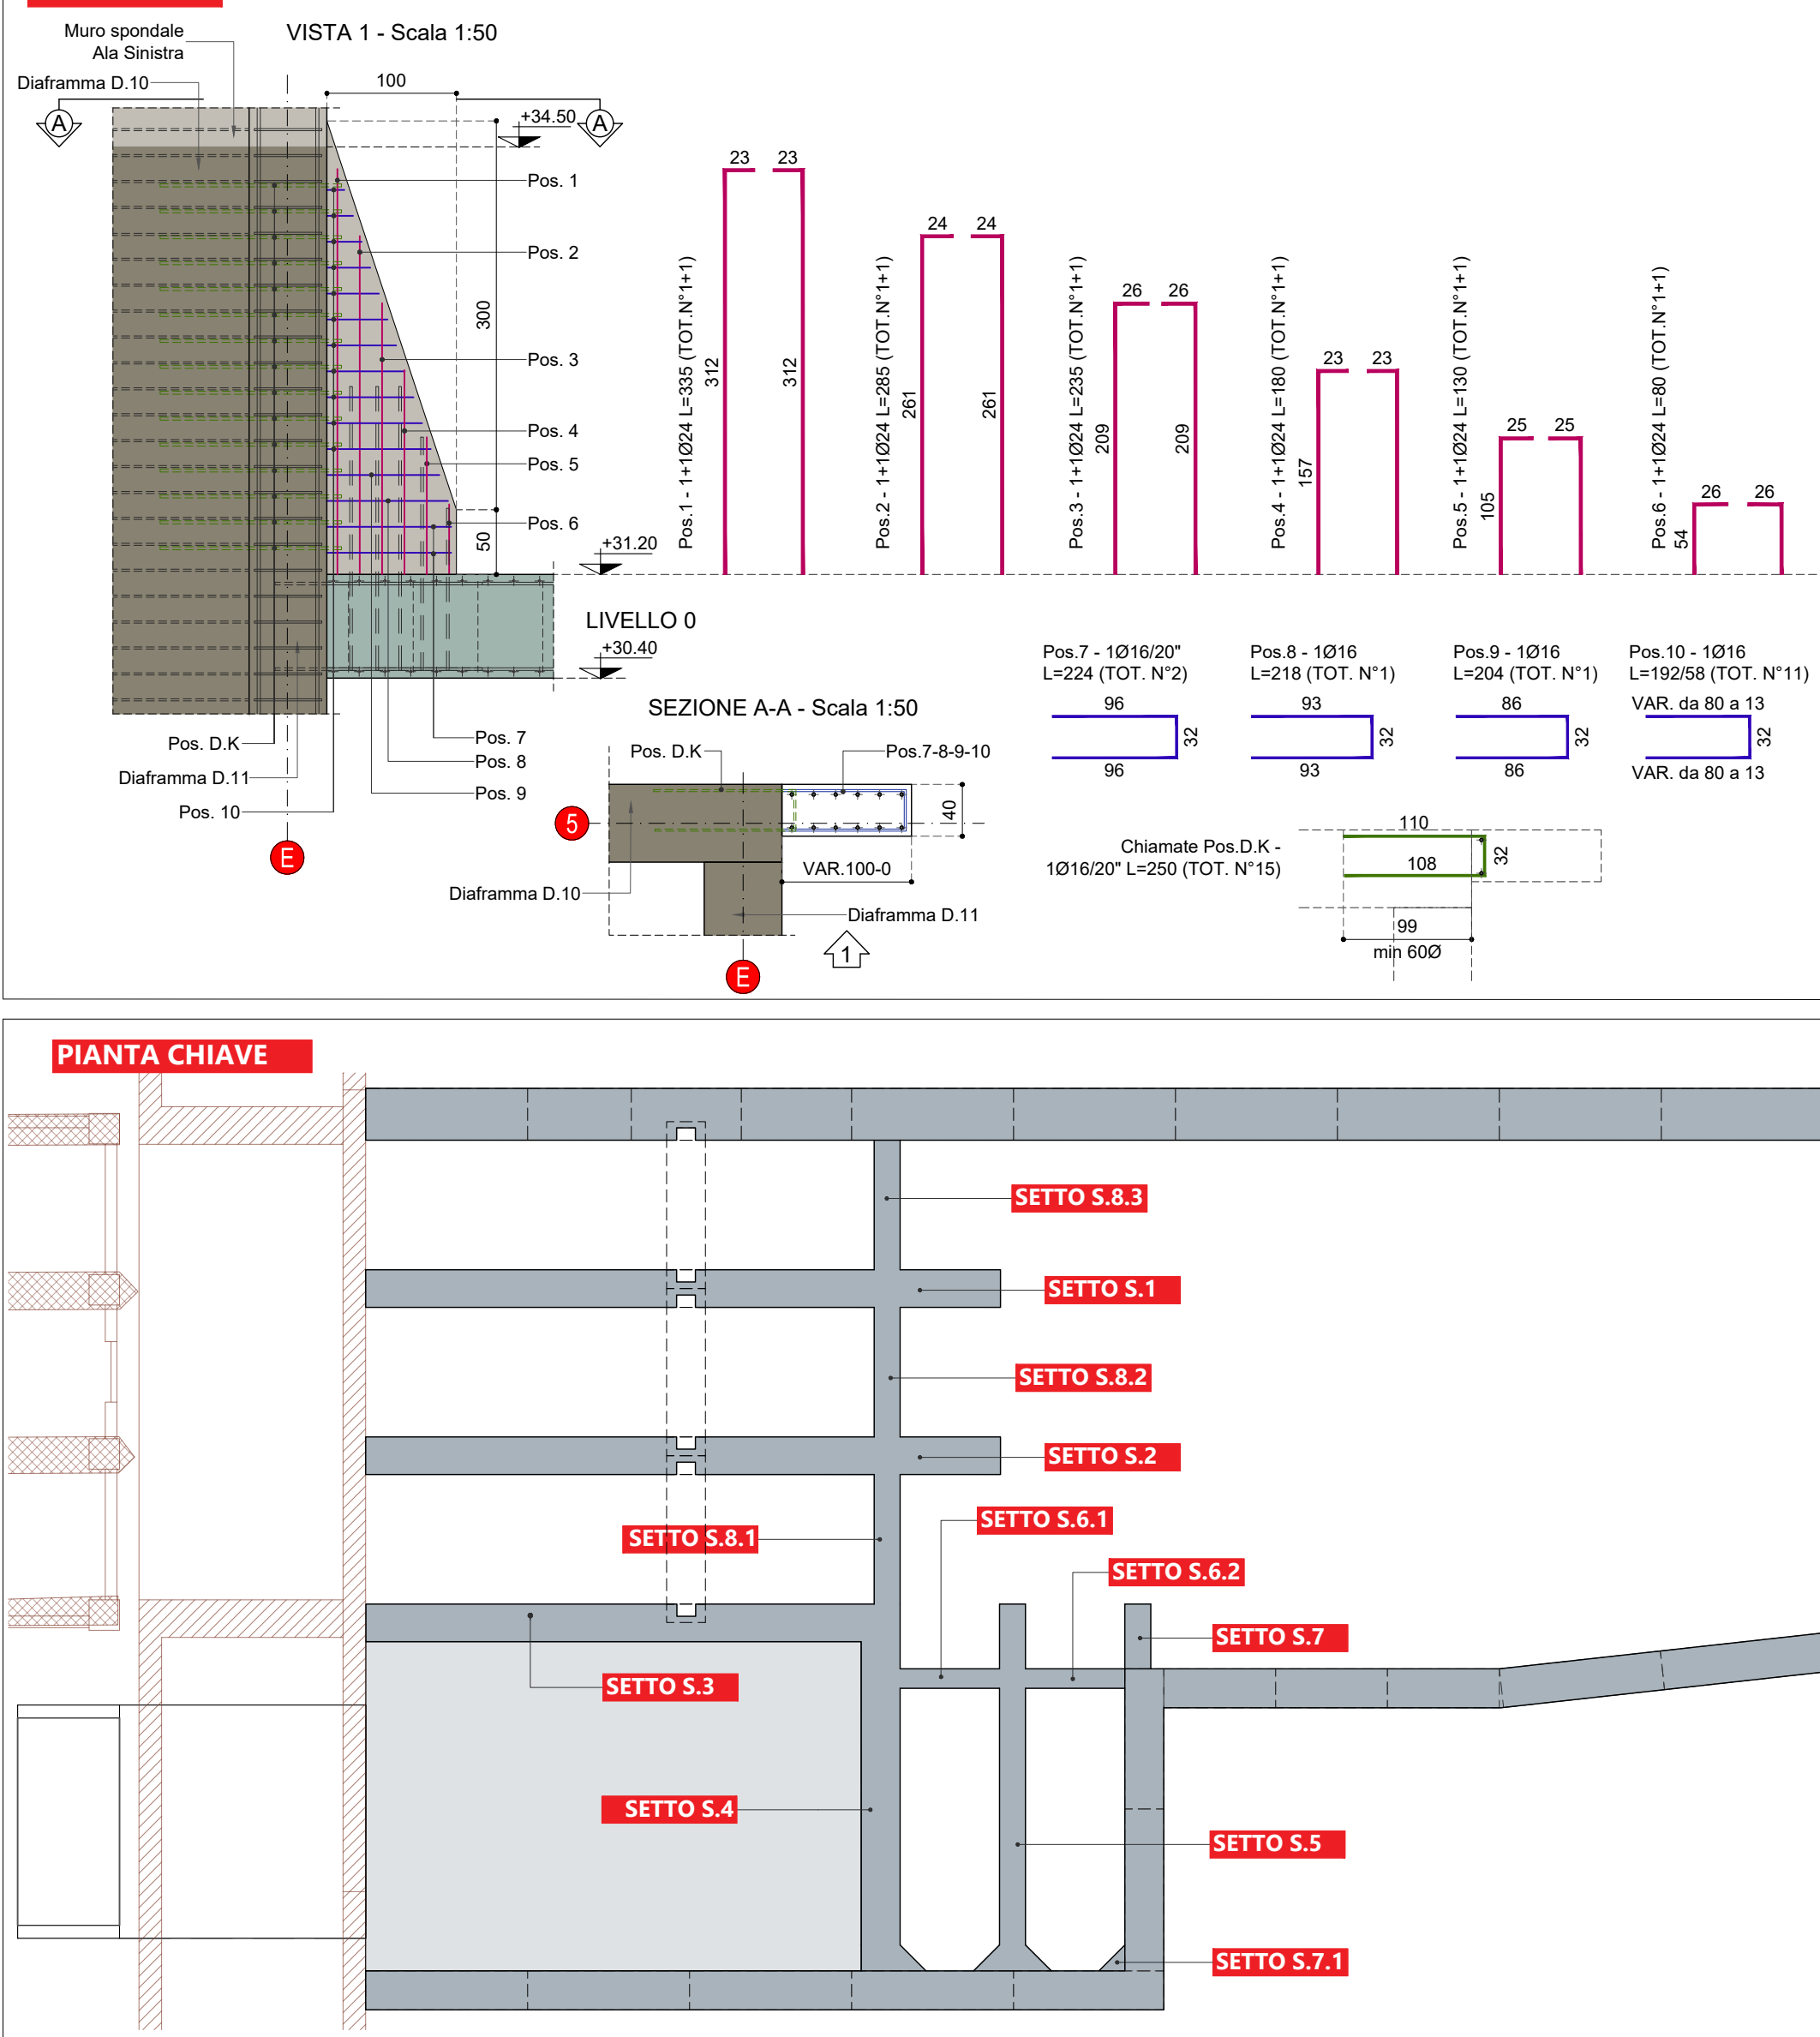 VISTA 1 - Scala 1:50
Muro spondale
Ala Sinistra
Diaframma D.10
100
A
A
+34.50
Pos. 1
Pos. 2
300
Pos. 3
Pos. 4
Pos. 5
Pos. 6
50
+31.20
LIVELLO 0
+30.40
Pos. D.K
Diaframma D.11
Pos. 10
Pos. 7
Pos. 8
Pos. 9
E
Pos.1 - 1+1Ø24 L=335 (TOT.N°1+1)
23
23
312
312
Pos.2 - 1+1Ø24 L=285 (TOT.N°1+1)
24
24
261
261
Pos.3 - 1+1Ø24 L=235 (TOT.N°1+1)
26
26
209
209
Pos.4 - 1+1Ø24 L=180 (TOT.N°1+1)
23
23
157
Pos.5 - 1+1Ø24 L=130 (TOT.N°1+1)
25
25
105
Pos.6 - 1+1Ø24 L=80 (TOT.N°1+1)
26
26
54
Pos.7 - 1Ø16/20"
L=224 (TOT. N°2)
96
32
96
Pos.8 - 1Ø16
L=218 (TOT. N°1)
93
32
93
Pos.9 - 1Ø16
L=204 (TOT. N°1)
86
32
86
Pos.10 - 1Ø16
L=192/58 (TOT. N°11)
VAR. da 80 a 13
32
VAR. da 80 a 13
SEZIONE A-A - Scala 1:50
Pos. D.K
Pos.7-8-9-10
5
40
VAR.100-0
Diaframma D.10
Diaframma D.11
1
E
Chiamate Pos.D.K -
1Ø16/20" L=250 (TOT. N°15)
110
108
32
99
min 60Ø
PIANTA CHIAVE
SETTO S.8.3
SETTO S.1
SETTO S.8.2
SETTO S.2
SETTO S.6.1
SETTO S.8.1
SETTO S.6.2
SETTO S.7
SETTO S.3
SETTO S.4
SETTO S.5
SETTO S.7.1